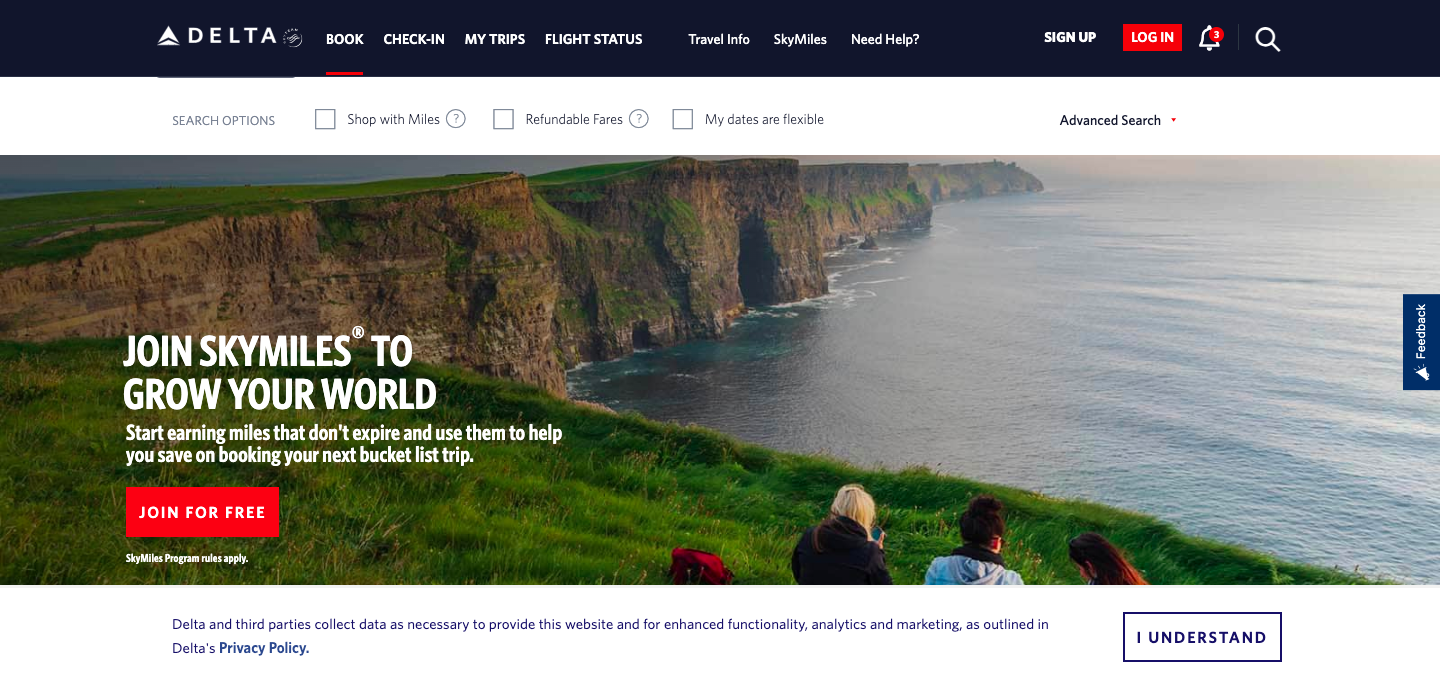 DELTA
BOOK CHECK-IN MY TRIPS FLIGHT STATUS Travel Info SkyMiles Need Help? SIGN UP LOG IN 3
SEARCH OPTIONS Shop with Miles ? Refundable Fares ? My dates are flexible Advanced Search
Feedback
JOIN SKYMILES® TO
GROW YOUR WORLD
Start earning miles that don't expire and use them to help
you save on booking your next bucket list trip.
JOIN FOR FREE
SkyMiles Program rules apply.
Delta and third parties collect data as necessary to provide this website and for enhanced functionality, analytics and marketing, as outlined in
Delta's Privacy Policy.
I UNDERSTAND